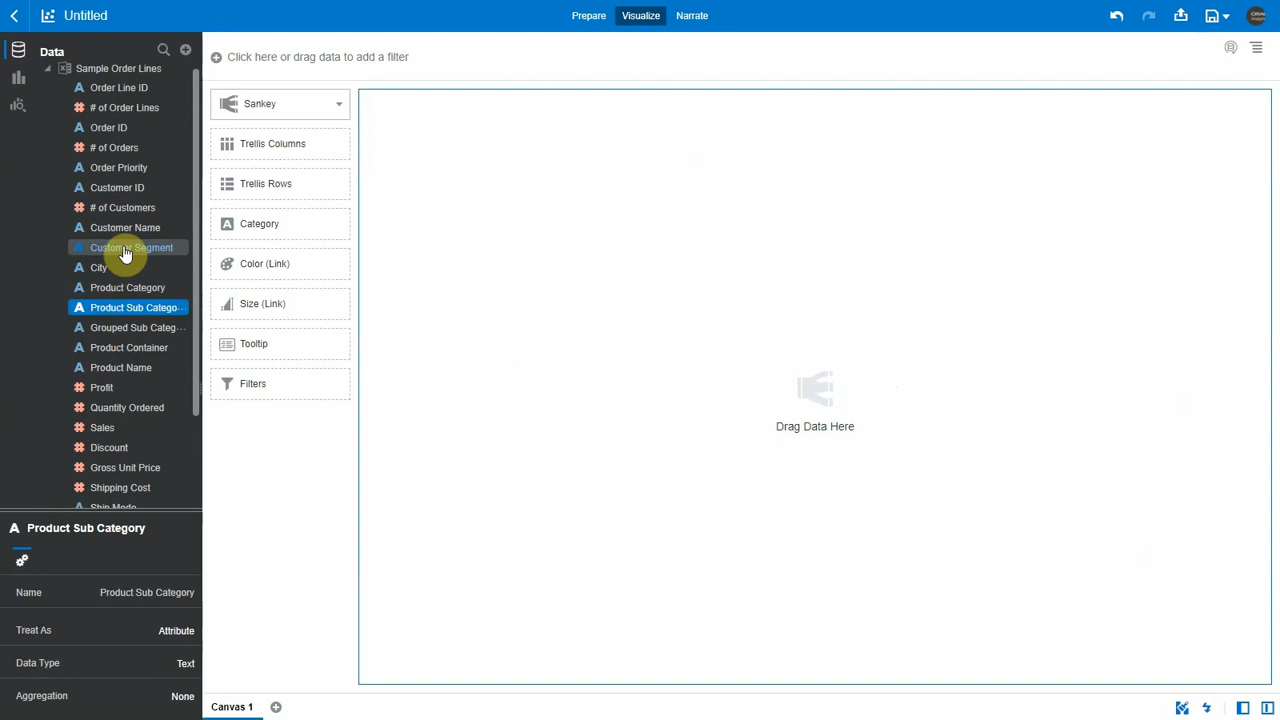 Untitled
Prepare
Visualize
Narrate
Data
Sample Order Lines
A Order Line ID
# of Order Lines
A Order ID
# of Orders
A Order Priority
A Customer ID
# of Customers
A Customer Name
A Customer Segment
A City
A Product Category
A Product Sub Catego...
A Grouped Sub Categ...
A Product Container
A Product Name
Profit
Quantity Ordered
Sales
Discount
Gross Unit Price
Shipping Cost
A Ship Mode
A Product Sub Category
Name Product Sub Category
Treat As Attribute
Data Type Text
Aggregation None
Click here or drag data to add a filter
Sankey
Trellis Columns
Trellis Rows
A Category
Color (Link)
Size (Link)
Tooltip
Filters
Drag Data Here
Canvas 1